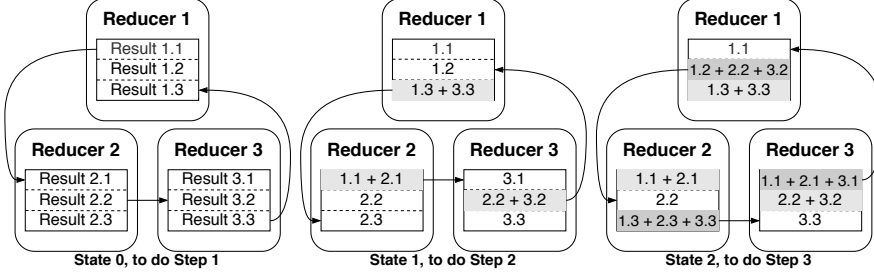 Reducer 1
Result 1.1
Result 1.2
Result 1.3
Reducer 2
Result 2.1
Result 2.2
Result 2.3
Reducer 3
Result 3.1
Result 3.2
Result 3.3
State 0, to do Step 1
Reducer 1
1.1
1.2
1.3 + 3.3
Reducer 2
1.1 + 2.1
2.2
2.3
Reducer 3
3.1
2.2 + 3.2
3.3
State 1, to do Step 2
Reducer 1
1.1
1.2 + 2.2 + 3.2
1.3 + 3.3
Reducer 2
1.1 + 2.1
2.2
1.3 + 2.3 + 3.3
Reducer 3
1.1 + 2.1 + 3.1
2.2 + 3.2
3.3
State 2, to do Step 3